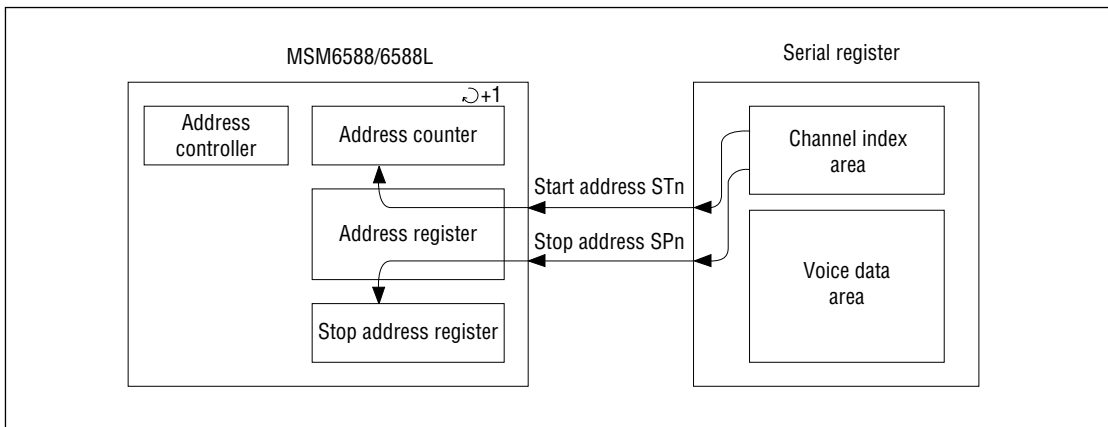 MSM6588/6588L
Serial register
+1
Address
controller
Address counter
Channel index
area
Start address STn
Address register
Stop address SPn
Voice data
area
Stop address register